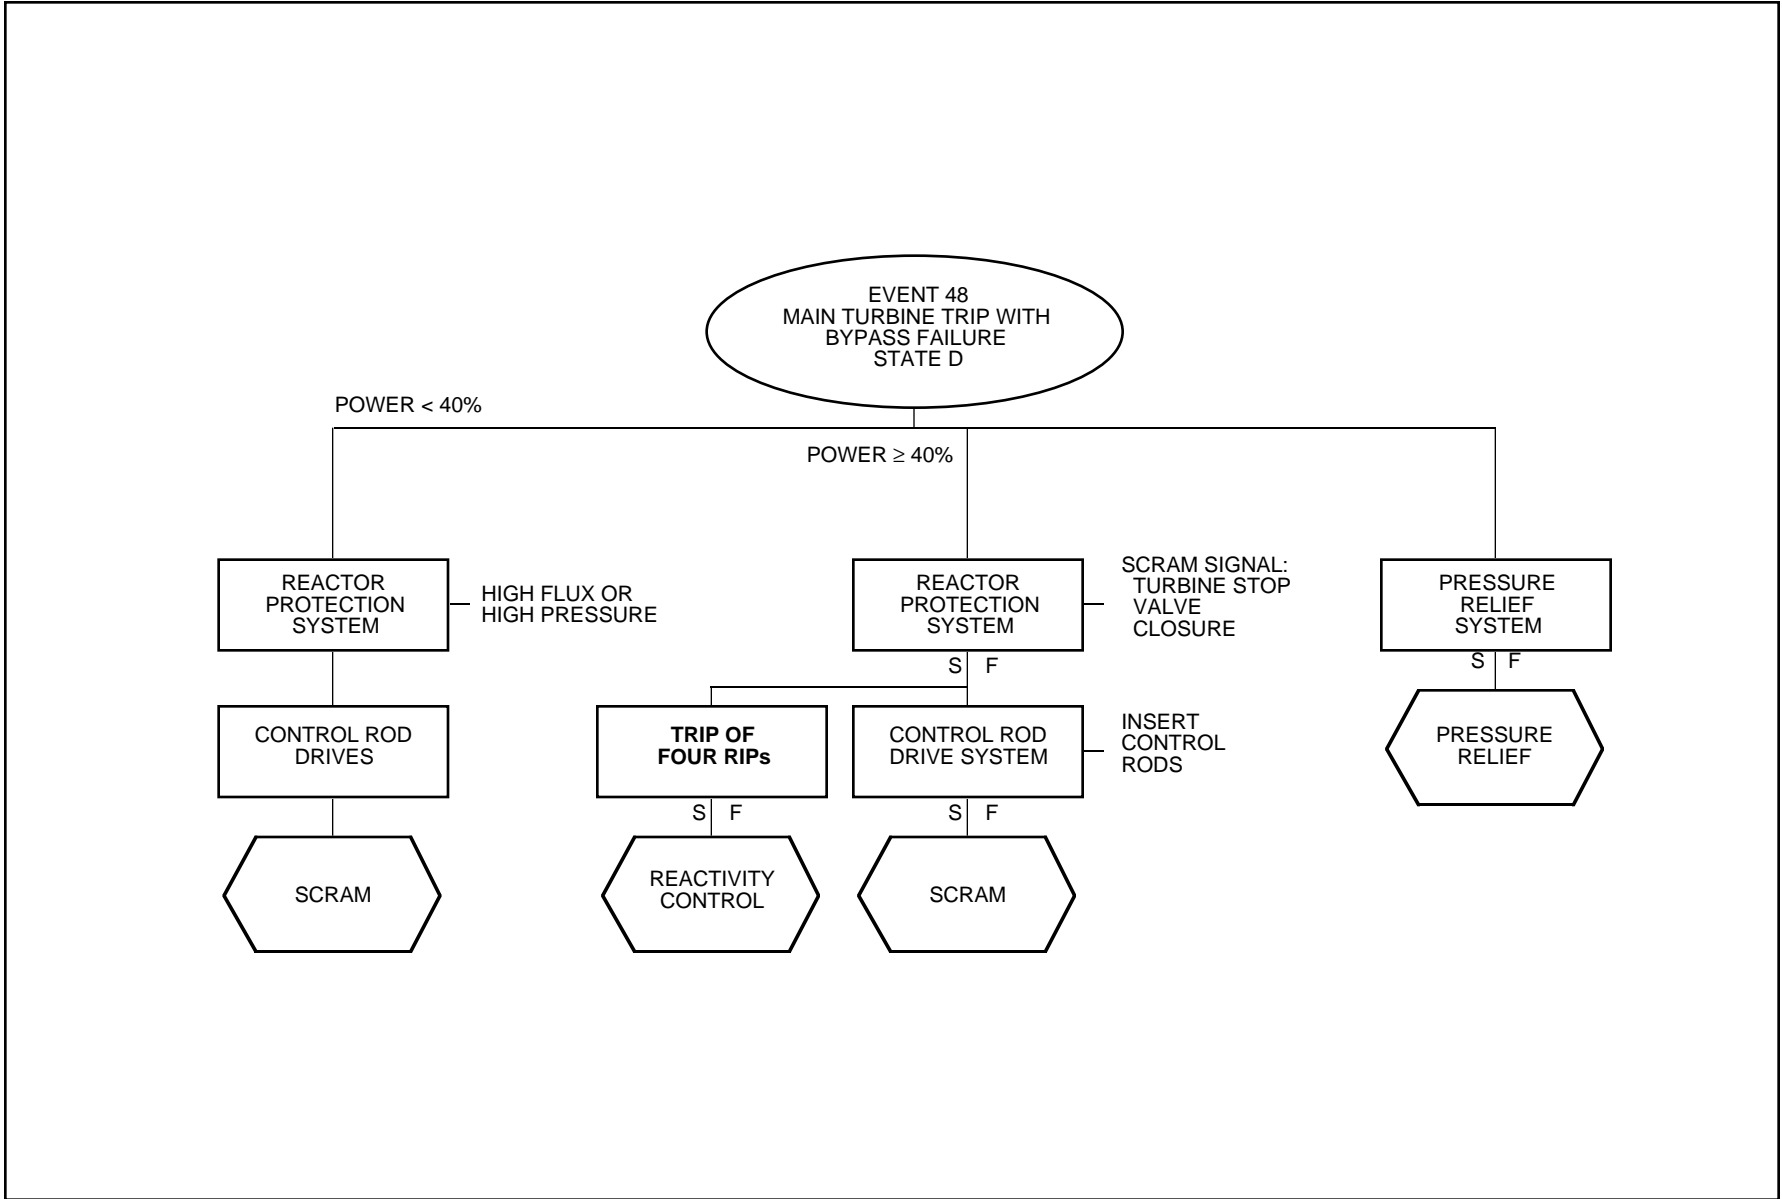 EVENT 48
MAIN TURBINE TRIP WITH
BYPASS FAILURE
STATE D
POWER < 40%
POWER ≥ 40%
REACTOR
PROTECTION
SYSTEM
HIGH FLUX OR
HIGH PRESSURE
REACTOR
PROTECTION
SYSTEM
SCRAM SIGNAL:
TURBINE STOP
VALVE
CLOSURE
PRESSURE
RELIEF
SYSTEM
S F
S F
CONTROL ROD
DRIVES
TRIP OF
FOUR RIPs
CONTROL ROD
DRIVE SYSTEM
INSERT
CONTROL
RODS
PRESSURE
RELIEF
S F
S F
SCRAM
REACTIVITY
CONTROL
SCRAM